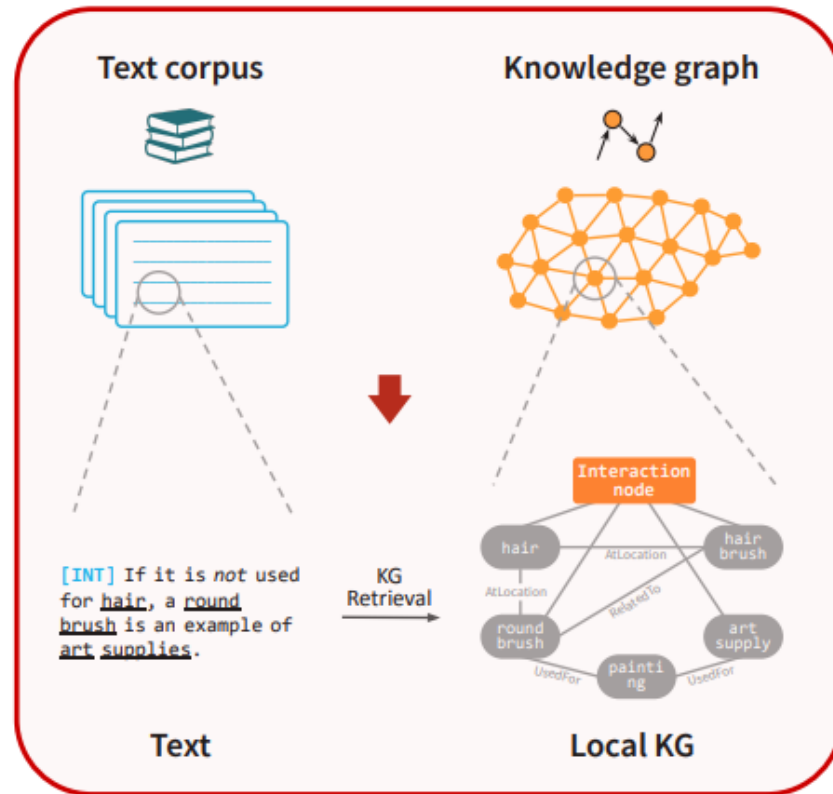 Text corpus
Knowledge graph
Interaction
node
hair
AtLocation
hair
brush
AtLocation
RelatedTo
[INT] If it is not used
for hair, a round
brush is an example of
art supplies.
KG
Retrieval
round
brush
art
supply
UsedFor
painti
ng
UsedFor
Text
Local KG